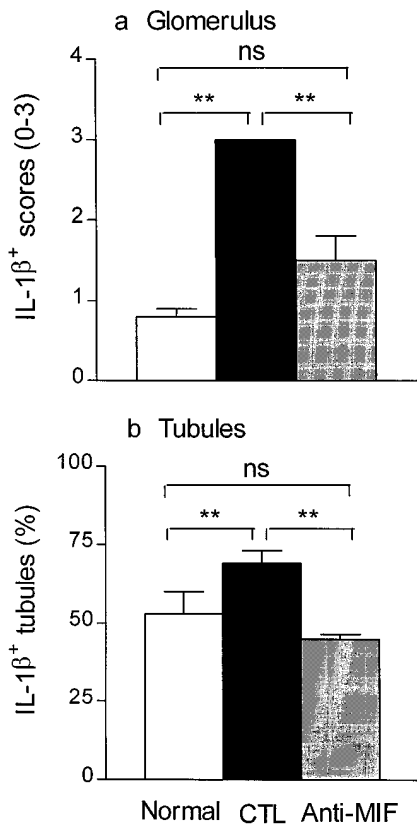 a Glomerulus
ns
** **
IL-1β+ scores (0-3)
4
3
2
1
0
b Tubules
ns
** **
IL-1β+ tubules (%)
100
75
50
25
0
Normal CTL Anti-MIF